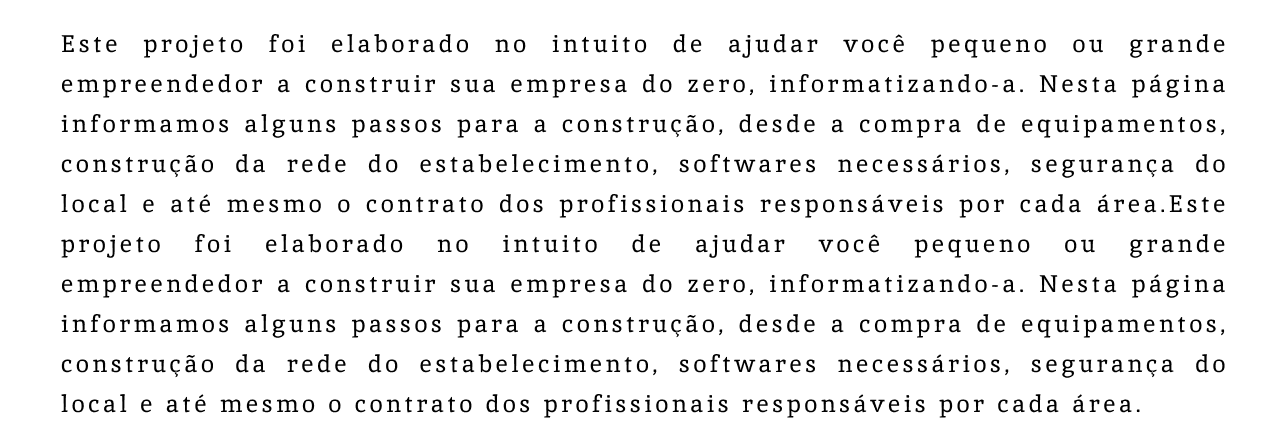 Este projeto foi elaborado no intuito de ajudar você pequeno ou grande
empreendedor a construir sua empresa do zero, informatizando-a. Nesta página
informamos alguns passos para a construção, desde a compra de equipamentos,
construção da rede do estabelecimento, softwares necessários, segurança do
local e até mesmo o contrato dos profissionais responsáveis por cada área.Este
projeto foi elaborado no intuito de ajudar você pequeno ou grande
empreendedor a construir sua empresa do zero, informatizando-a. Nesta página
informamos alguns passos para a construção, desde a compra de equipamentos,
construção da rede do estabelecimento, softwares necessários, segurança do
local e até mesmo o contrato dos profissionais responsáveis por cada área.